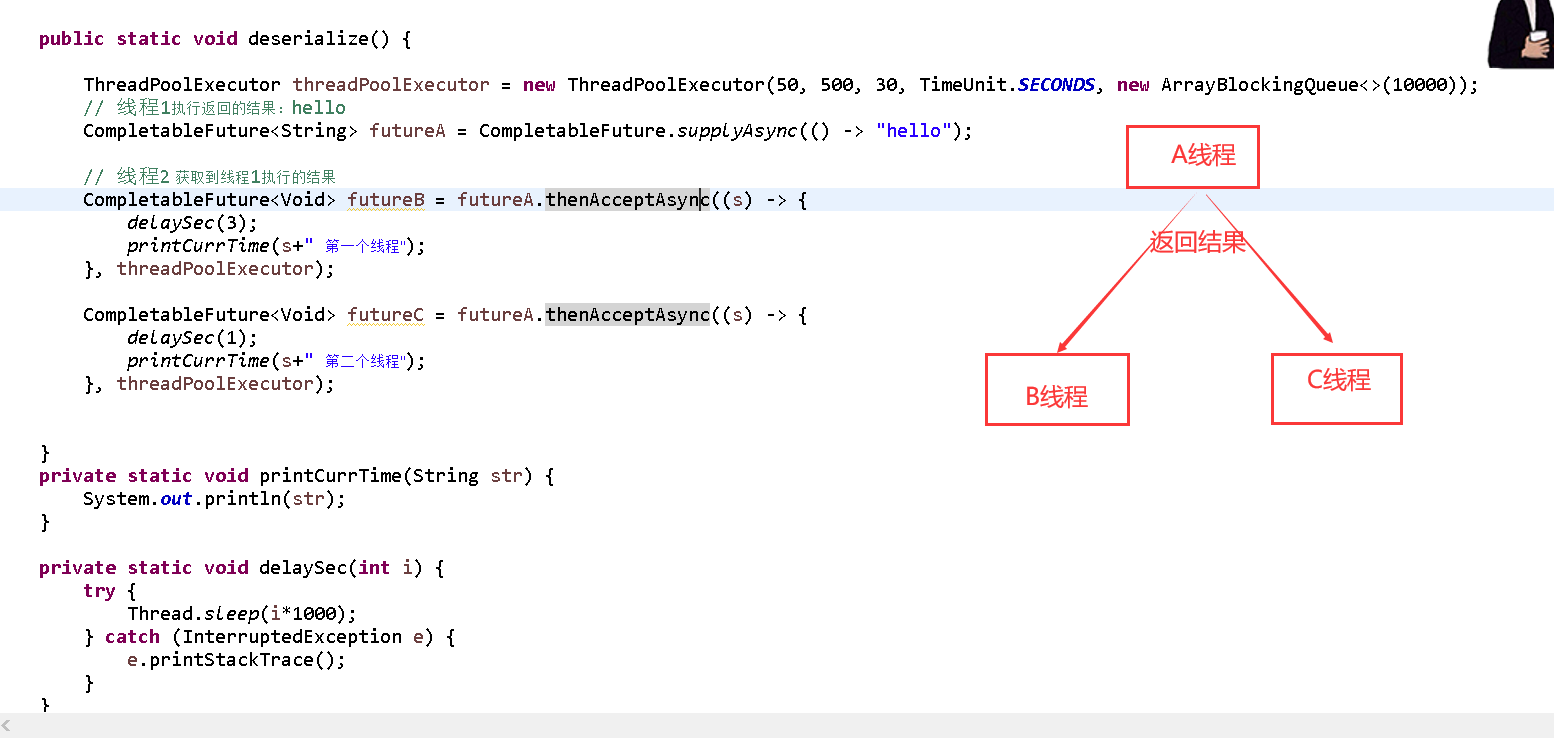 public static void deserialize() {
ThreadPoolExecutor threadPoolExecutor = new ThreadPoolExecutor(50, 500, 30, TimeUnit.SECONDS, new ArrayBlockingQueue<>(10000));
// 线程1执行返回的结果：hello
CompletableFuture<String> futureA = CompletableFuture.supplyAsync(() -> "hello");
// 线程2 获取到线程1执行的结果
CompletableFuture<Void> futureB = futureA.thenAcceptAsync((s) -> {
delaySec(3);
printCurrTime(s+" 第一个线程");
}, threadPoolExecutor);
CompletableFuture<Void> futureC = futureA.thenAcceptAsync((s) -> {
delaySec(1);
printCurrTime(s+" 第二个线程");
}, threadPoolExecutor);
}
private static void printCurrTime(String str) {
System.out.println(str);
}
private static void delaySec(int i) {
try {
Thread.sleep(i*1000);
} catch (InterruptedException e) {
e.printStackTrace();
}
}
A线程
返回结果
B线程
C线程